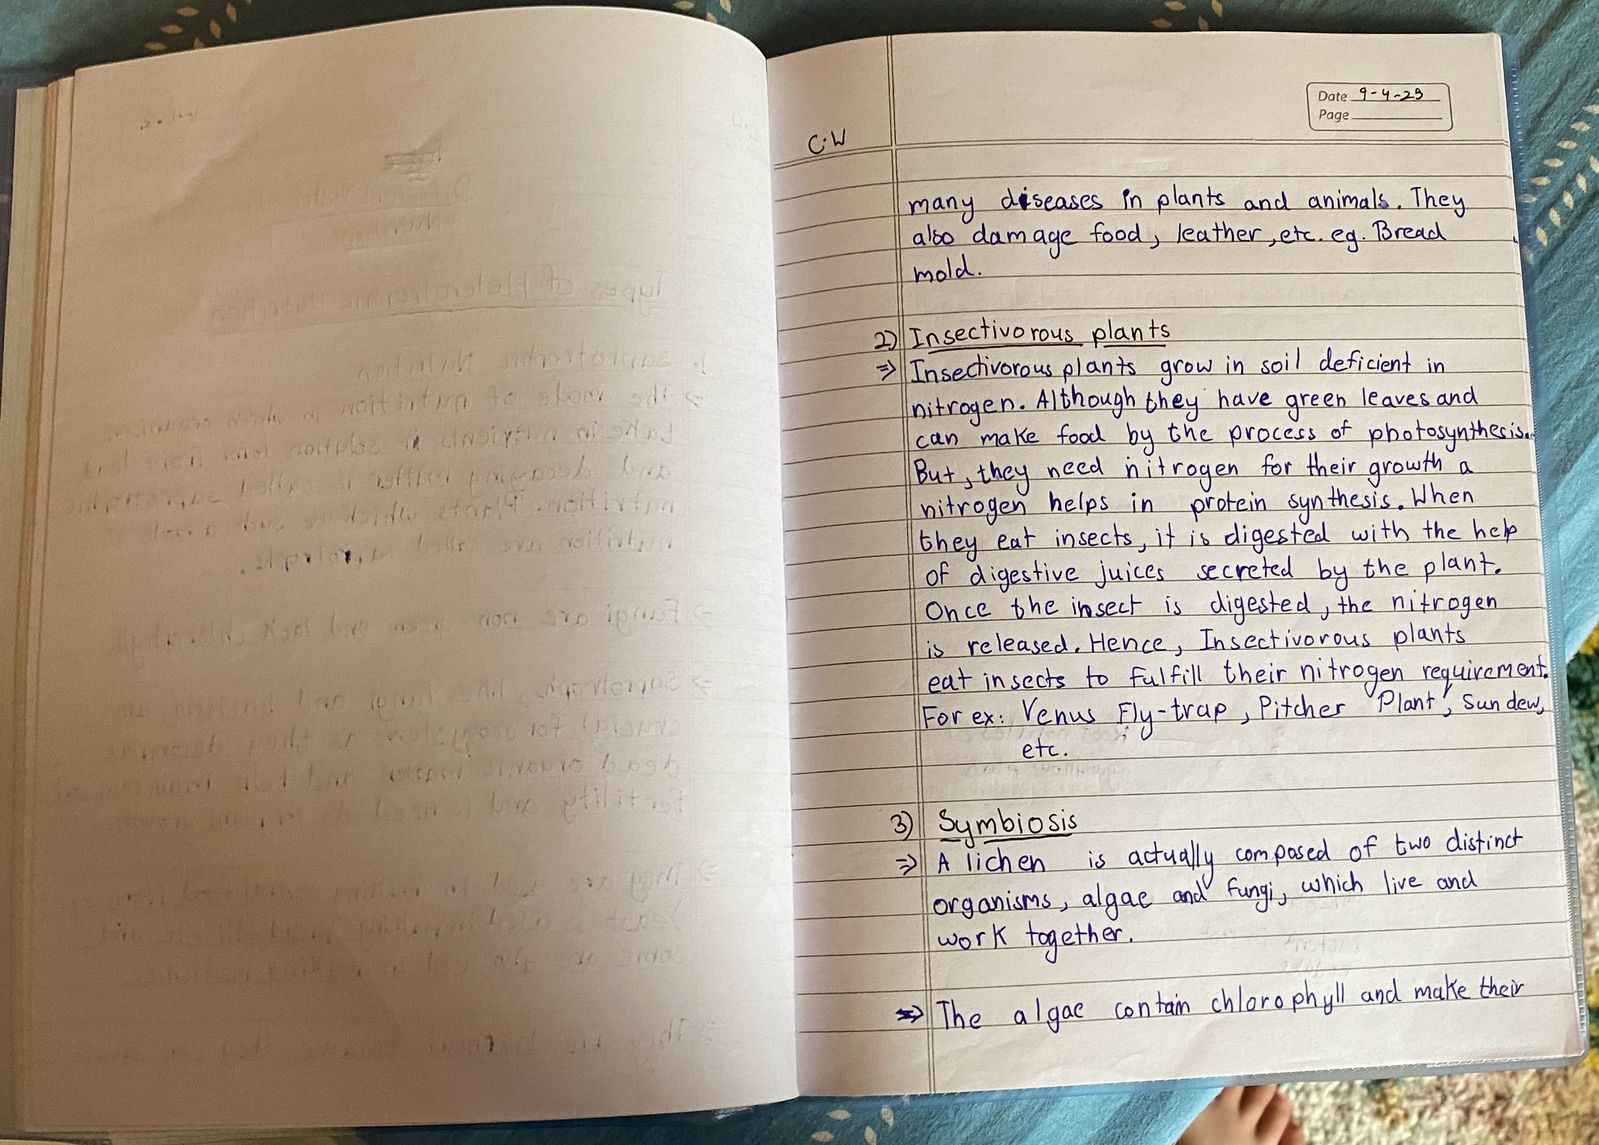 Date 9-4-23
Page
C.W
many diseases in plants and animals. They
also damage food, leather, etc. eg. Bread
mold.
2) Insectivorous plants
⇒ Insectivorous plants grow in soil deficient in
nitrogen. Although they have green leaves and
can make food by the process of photosynthesis.
But, they need nitrogen for their growth a
nitrogen helps in protein synthesis. When
they eat insects, it is digested with the help
of digestive juices secreted by the plant.
Once the insect is digested, the nitrogen
is released. Hence, Insectivorous plants
eat insects to fulfill their nitrogen requirement.
For ex: Venus Fly-trap, Pitcher Plant, Sundew,
etc.
3) Symbiosis
⇒ A lichen is actually composed of two distinct
organisms, algae and fungi, which live and
work together.
⇒ The algae contain chlorophyll and make their